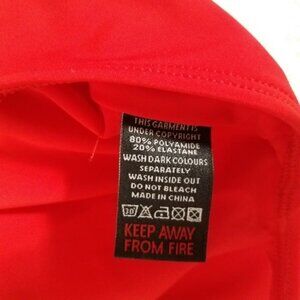 THIS GARMENT IS
UNDER COPYRIGHT
80% POLYAMIDE
20% ELASTANE
WASH DARK COLOURS
SEPARATELY
WASH INSIDE OUT
DO NOT BLEACH
MADE IN CHINA
30
KEEP AWAY
FROM FIRE